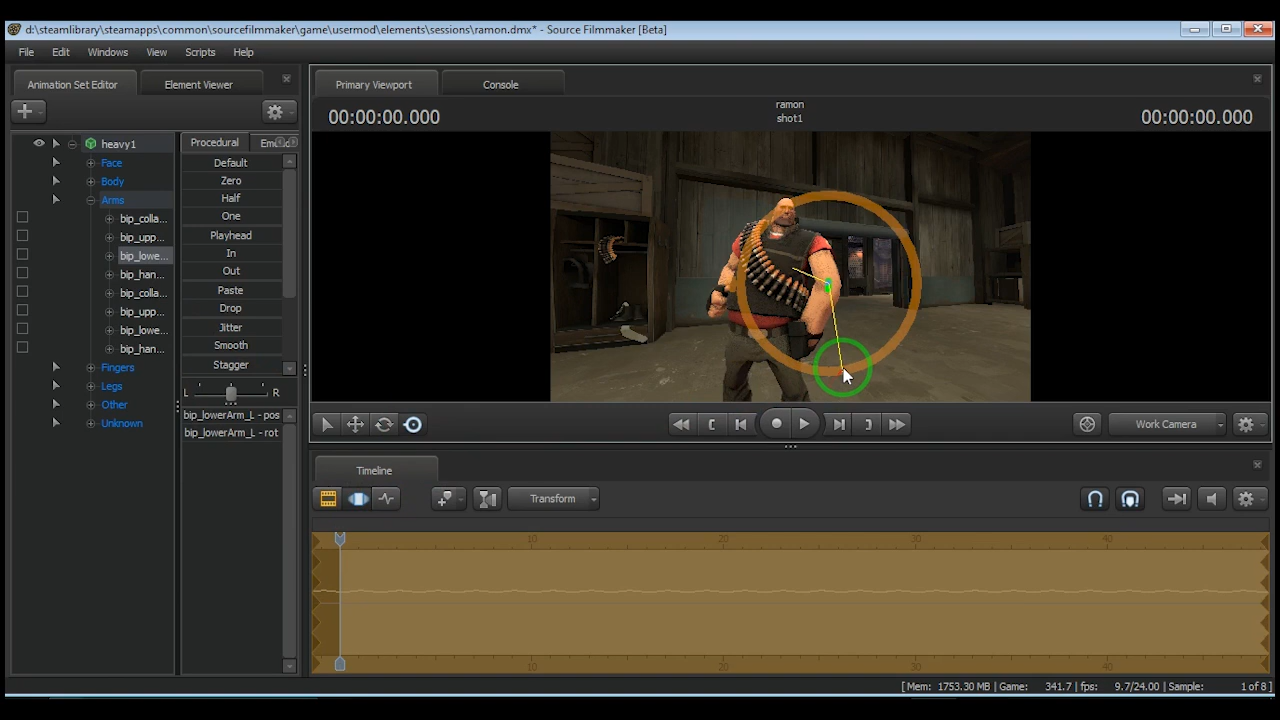 d:\steamlibrary\steamapps\common\sourcefilmmaker\game\usermod\elements\sessions\ramon.dmx* - Source Filmmaker [Beta]
File Edit Windows View Scripts Help
Animation Set Editor Element Viewer
Primary Viewport Console
00:00:00.000
ramon
shot1
00:00:00.000
heavy1
Face
Body
Arms
bip_colla...
bip_upp...
bip_lowe...
bip_han...
bip_colla...
bip_upp...
bip_lowe...
bip_han...
Fingers
Legs
Other
Unknown
Procedural
Default
Zero
Half
One
Playhead
In
Out
Paste
Drop
Jitter
Smooth
Stagger
L R
bip_lowerArm_L - pos
bip_lowerArm_L - rot
Work Camera
Timeline
Transform
10 20 30 40
10 20 30 40
[ Mem: 1753.30 MB | Game: 341.7 | fps: 9.7/24.00 | Sample: 1 of 8 ]